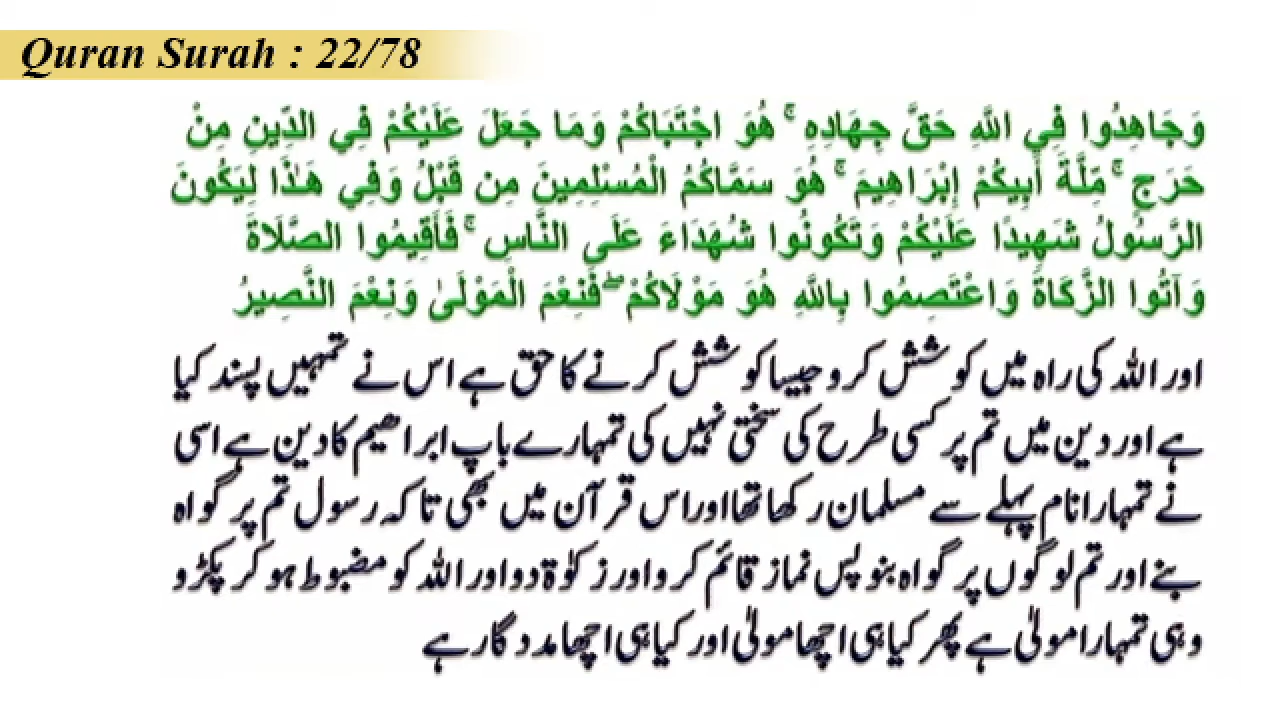 Quran Surah : 22/78
وَجَاهِدُوا فِي اللَّهِ حَقَّ جِهَادِهِ ۚ هُوَ اجْتَبَاكُمْ وَمَا جَعَلَ عَلَيْكُمْ فِي الدِّينِ مِنْ
حَرَجٍ ۚ مِّلَّةَ أَبِيكُمْ إِبْرَاهِيمَ ۚ هُوَ سَمَّاكُمُ الْمُسْلِمِينَ مِن قَبْلُ وَفِي هَـٰذَا لِيَكُونَ
الرَّسُولُ شَهِيدًا عَلَيْكُمْ وَتَكُونُوا شُهَدَاءَ عَلَى النَّاسِ ۚ فَأَقِيمُوا الصَّلَاةَ
وَآتُوا الزَّكَاةَ وَاعْتَصِمُوا بِاللَّهِ هُوَ مَوْلَاكُمْ ۖ فَنِعْمَ الْمَوْلَىٰ وَنِعْمَ النَّصِيرُ
اور اللہ کی راہ میں کوشش کرو جیسا کوشش کرنے کا حق ہے اس نے تمہیں پسند کیا
ہے اور دین میں تم پر کسی طرح کی سختی نہیں کی تمہارے باپ ابراھیم کا دین ہے اسی
نے تمہارا نام پہلے سے مسلمان رکھا تھا اور اس قرآن میں بھی تاکہ رسول تم پر گواہ
بنے اور تم لوگوں پر گواہ بنو پس نماز قائم کرو اور زکوٰۃ دو اور اللہ کو مضبوط ہو کر پکڑو
وہی تمہارا مولیٰ ہے پھر کیا ہی اچھا مولیٰ اور کیا ہی اچھا مددگار ہے